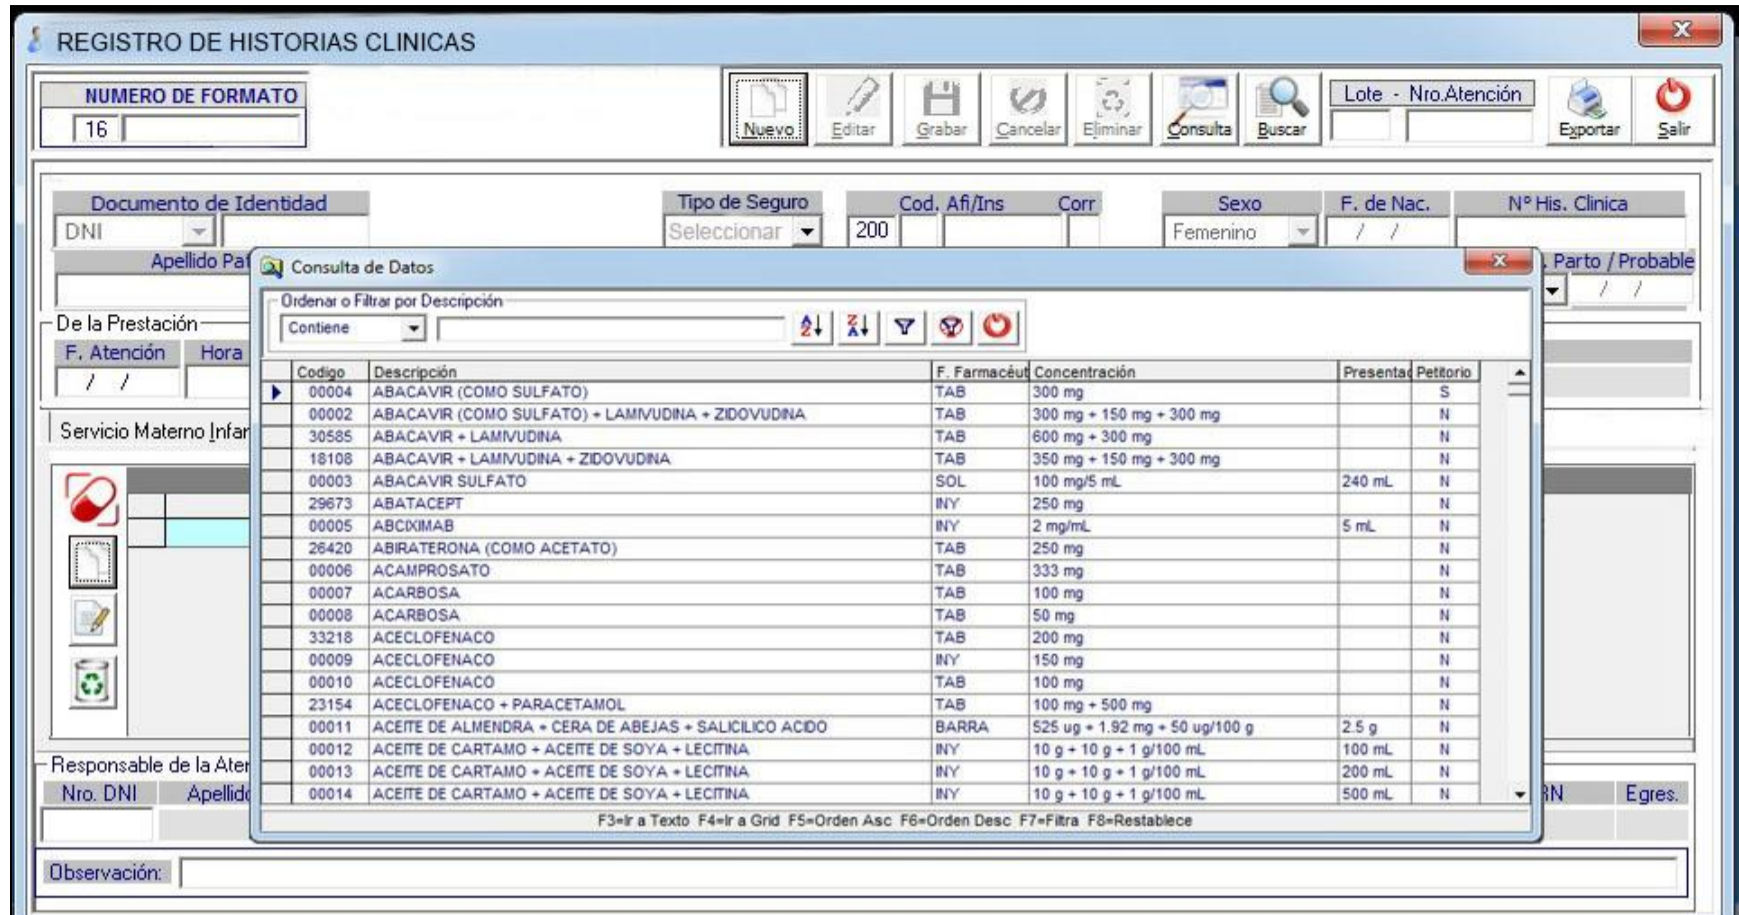 REGISTRO DE HISTORIAS CLINICAS
NUMERO DE FORMATO
16
Nuevo Editar Grabar Cancelar Eliminar Consulta Buscar
Lote - Nro.Atención
Exportar Salir
Documento de Identidad Tipo de Seguro Cod. Afi/Ins Corr Sexo F. de Nac. Nº His. Clinica
DNI Seleccionar 200 Femenino / /
Apellido Pat . Parto / Probable
/ /
De la Prestación
F. Atención Hora
/ /
Servicio Materno Infan
Consulta de Datos
Ordenar o Filtrar por Descripción
Contiene
Codigo Descripción F. Farmacéut Concentración Presentac Petitorio
00004 ABACAVIR (COMO SULFATO) TAB 300 mg S
00002 ABACAVIR (COMO SULFATO) + LAMIVUDINA + ZIDOVUDINA TAB 300 mg + 150 mg + 300 mg N
30585 ABACAVIR + LAMIVUDINA TAB 600 mg + 300 mg N
18108 ABACAVIR + LAMIVUDINA + ZIDOVUDINA TAB 350 mg + 150 mg + 300 mg N
00003 ABACAVIR SULFATO SOL 100 mg/5 mL 240 mL N
29673 ABATACEPT INY 250 mg N
00005 ABCIXIMAB INY 2 mg/mL 5 mL N
26420 ABIRATERONA (COMO ACETATO) TAB 250 mg N
00006 ACAMPROSATO TAB 333 mg N
00007 ACARBOSA TAB 100 mg N
00008 ACARBOSA TAB 50 mg N
33218 ACECLOFENACO TAB 200 mg N
00009 ACECLOFENACO INY 150 mg N
00010 ACECLOFENACO TAB 100 mg N
23154 ACECLOFENACO + PARACETAMOL TAB 100 mg + 500 mg N
00011 ACEITE DE ALMENDRA + CERA DE ABEJAS + SALICILICO ACIDO BARRA 525 ug + 1.92 mg + 50 ug/100 g 2.5 g N
00012 ACEITE DE CARTAMO + ACEITE DE SOYA + LECITINA INY 10 g + 10 g + 1 g/100 mL 100 mL N
00013 ACEITE DE CARTAMO + ACEITE DE SOYA + LECITINA INY 10 g + 10 g + 1 g/100 mL 200 mL N
00014 ACEITE DE CARTAMO + ACEITE DE SOYA + LECITINA INY 10 g + 10 g + 1 g/100 mL 500 mL N
F3=Ir a Texto F4=Ir a Grid F5=Orden Asc F6=Orden Desc F7=Filtra F8=Restablece
Responsable de la Aten
Nro. DNI Apellido RN Egres.
Observación: